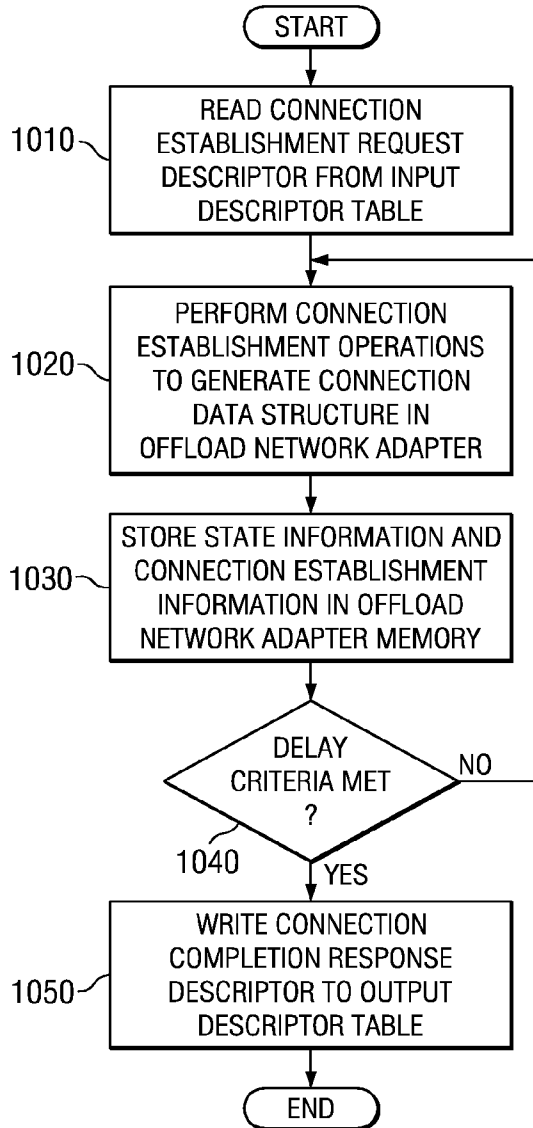 START
1010
READ CONNECTION
ESTABLISHMENT REQUEST
DESCRIPTOR FROM INPUT
DESCRIPTOR TABLE
1020
PERFORM CONNECTION
ESTABLISHMENT OPERATIONS
TO GENERATE CONNECTION
DATA STRUCTURE IN
OFFLOAD NETWORK ADAPTER
1030
STORE STATE INFORMATION AND
CONNECTION ESTABLISHMENT
INFORMATION IN OFFLOAD
NETWORK ADAPTER MEMORY
DELAY
CRITERIA MET
?
NO
1040
YES
1050
WRITE CONNECTION
COMPLETION RESPONSE
DESCRIPTOR TO OUTPUT
DESCRIPTOR TABLE
END